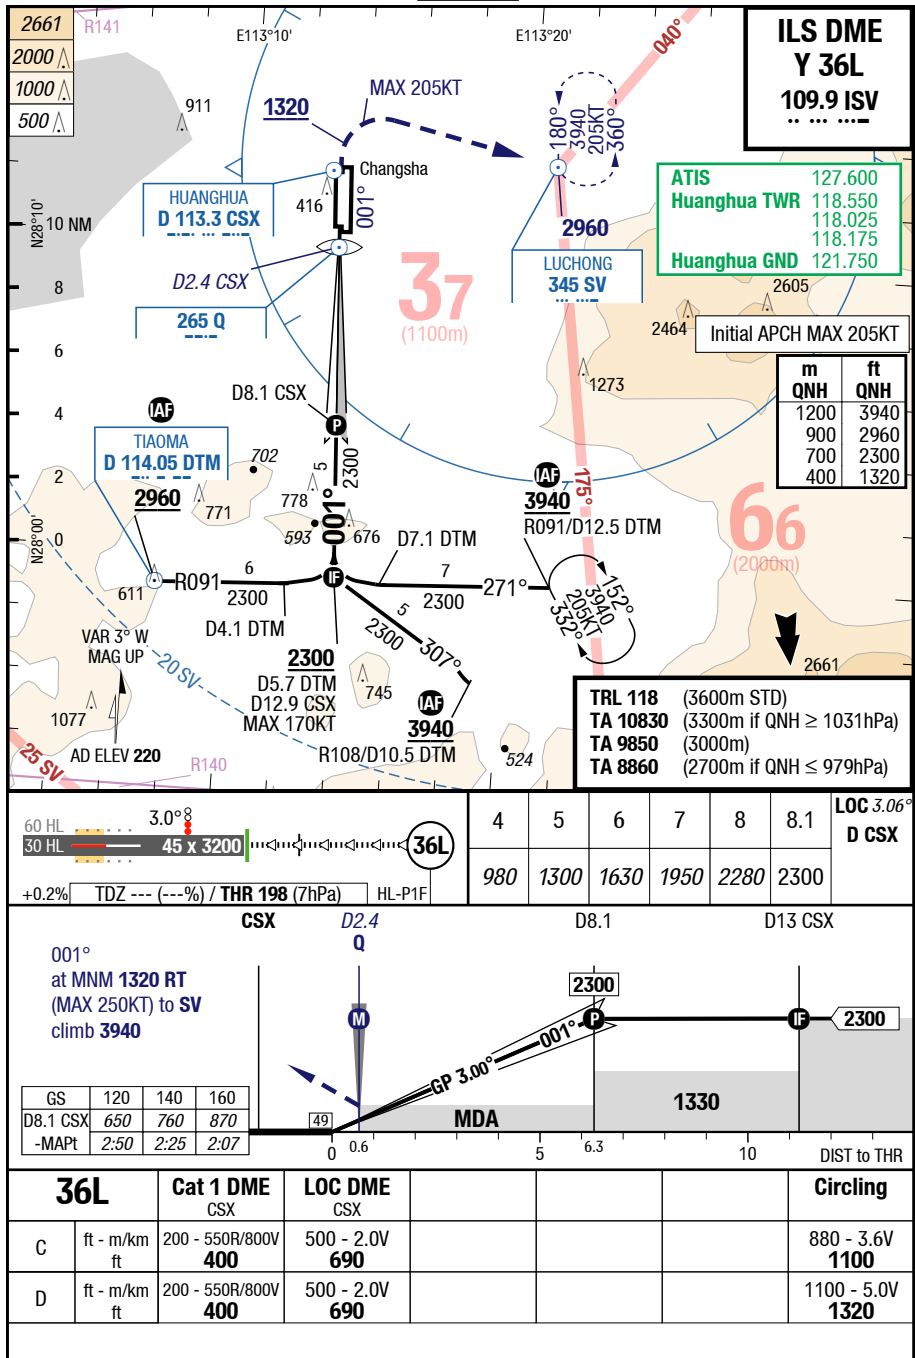 2661
2000
1000
500
R141
E113°10'
E113°20'
040°
ILS DME
Y 36L
109.9 ISV
911
1320
MAX 205KT
180°
3940
205KT
360°
Changsha
HUANGHUA
D 113.3 CSX
416
001°
ATIS 127.600
Huanghua TWR 118.550
118.025
118.175
Huanghua GND 121.750
N28°10'
10 NM
8
6
4
2
0
N28°00'
D2.4 CSX
265 Q
37
(1100m)
2960
LUCHONG
345 SV
2605
2464
Initial APCH MAX 205KT
m ft
QNH QNH
1200 3940
900 2960
700 2300
400 1320
1273
D8.1 CSX
P
IAF
TIAOMA
D 114.05 DTM
2960
702
771
778
593
676
5
2300
001°
IAF
3940
R091/D12.5 DTM
175°
66
(2000m)
D7.1 DTM
611
R091
6
2300
IF
7
2300
271°
D4.1 DTM
152°
3940
205KT
332°
5
2300
307°
VAR 3° W
MAG UP
20 SV
2300
D5.7 DTM
D12.9 CSX
MAX 170KT
745
IAF
3940
R108/D10.5 DTM
524
2661
1077
AD ELEV 220
25 SV
R140
TRL 118 (3600m STD)
TA 10830 (3300m if QNH ≥ 1031hPa)
TA 9850 (3000m)
TA 8860 (2700m if QNH ≤ 979hPa)
60 HL
30 HL
3.0°
45 x 3200
36L
+0.2% TDZ --- (---%) / THR 198 (7hPa) HL-P1F
4 5 6 7 8 8.1 LOC 3.06°
D CSX
980 1300 1630 1950 2280 2300
CSX D2.4 D8.1 D13 CSX
Q
001°
at MNM 1320 RT
(MAX 250KT) to SV
climb 3940
M
2300
P
IF
2300
GP 3.00°
001°
MDA
1330
49
GS 120 140 160
D8.1 CSX 650 760 870
-MAPt 2:50 2:25 2:07
0 0.6 5 6.3 10 DIST to THR
36L Cat 1 DME LOC DME Circling
CSX CSX
C ft - m/km 200 - 550R/800V 500 - 2.0V 880 - 3.6V
ft 400 690 1100
D ft - m/km 200 - 550R/800V 500 - 2.0V 1100 - 5.0V
ft 400 690 1320